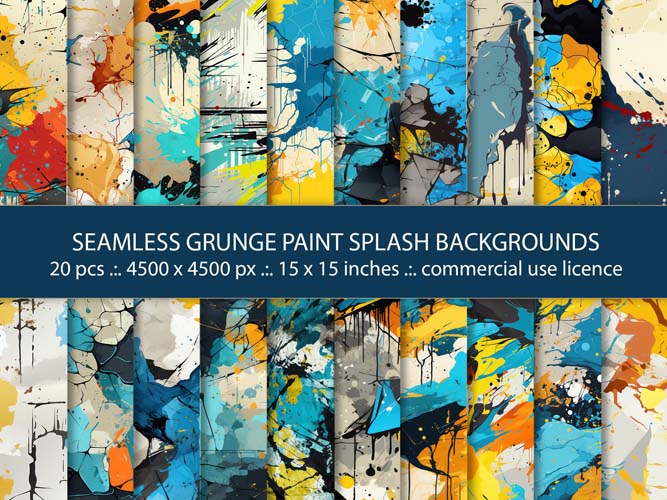 SEAMLESS GRUNGE PAINT SPLASH BACKGROUNDS
20 pcs .:. 4500 x 4500 px .:. 15 x 15 inches .:. commercial use licence